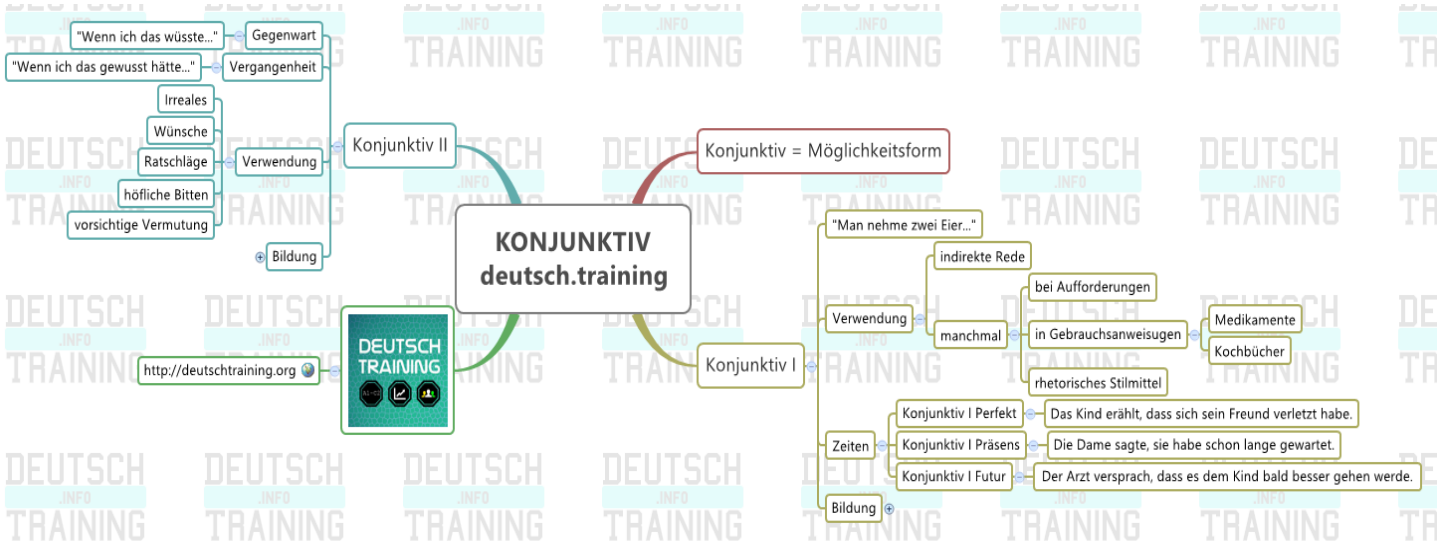 KONJUNKTIV
deutsch.training
Konjunktiv II
Gegenwart
"Wenn ich das wüsste..."
Vergangenheit
"Wenn ich das gewusst hätte..."
Verwendung
Irreales
Wünsche
Ratschläge
höfliche Bitten
vorsichtige Vermutung
Bildung
DEUTSCH
TRAINING
A1-C2
http://deutschtraining.org
Konjunktiv = Möglichkeitsform
Konjunktiv I
"Man nehme zwei Eier..."
Verwendung
indirekte Rede
manchmal
bei Aufforderungen
in Gebrauchsanweisugen
Medikamente
Kochbücher
rhetorisches Stilmittel
Zeiten
Konjunktiv I Perfekt
Das Kind erählt, dass sich sein Freund verletzt habe.
Konjunktiv I Präsens
Die Dame sagte, sie habe schon lange gewartet.
Konjunktiv I Futur
Der Arzt versprach, dass es dem Kind bald besser gehen werde.
Bildung
DEUTSCH
.INFO
TRAINING